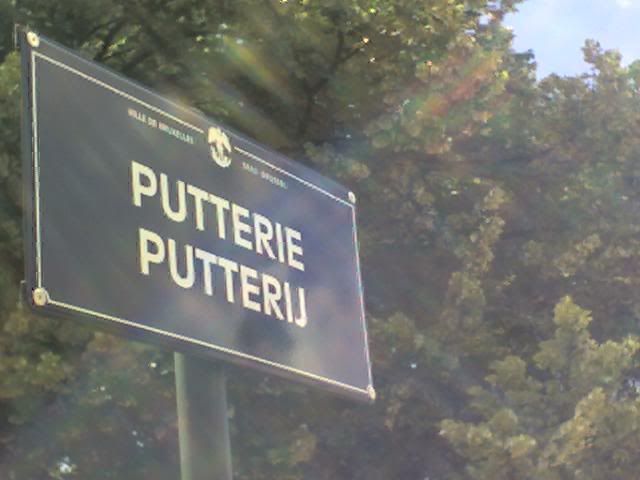 VILLE DE BRUXELLES
STAD BRUSSEL
PUTTERIE
PUTTERIJ